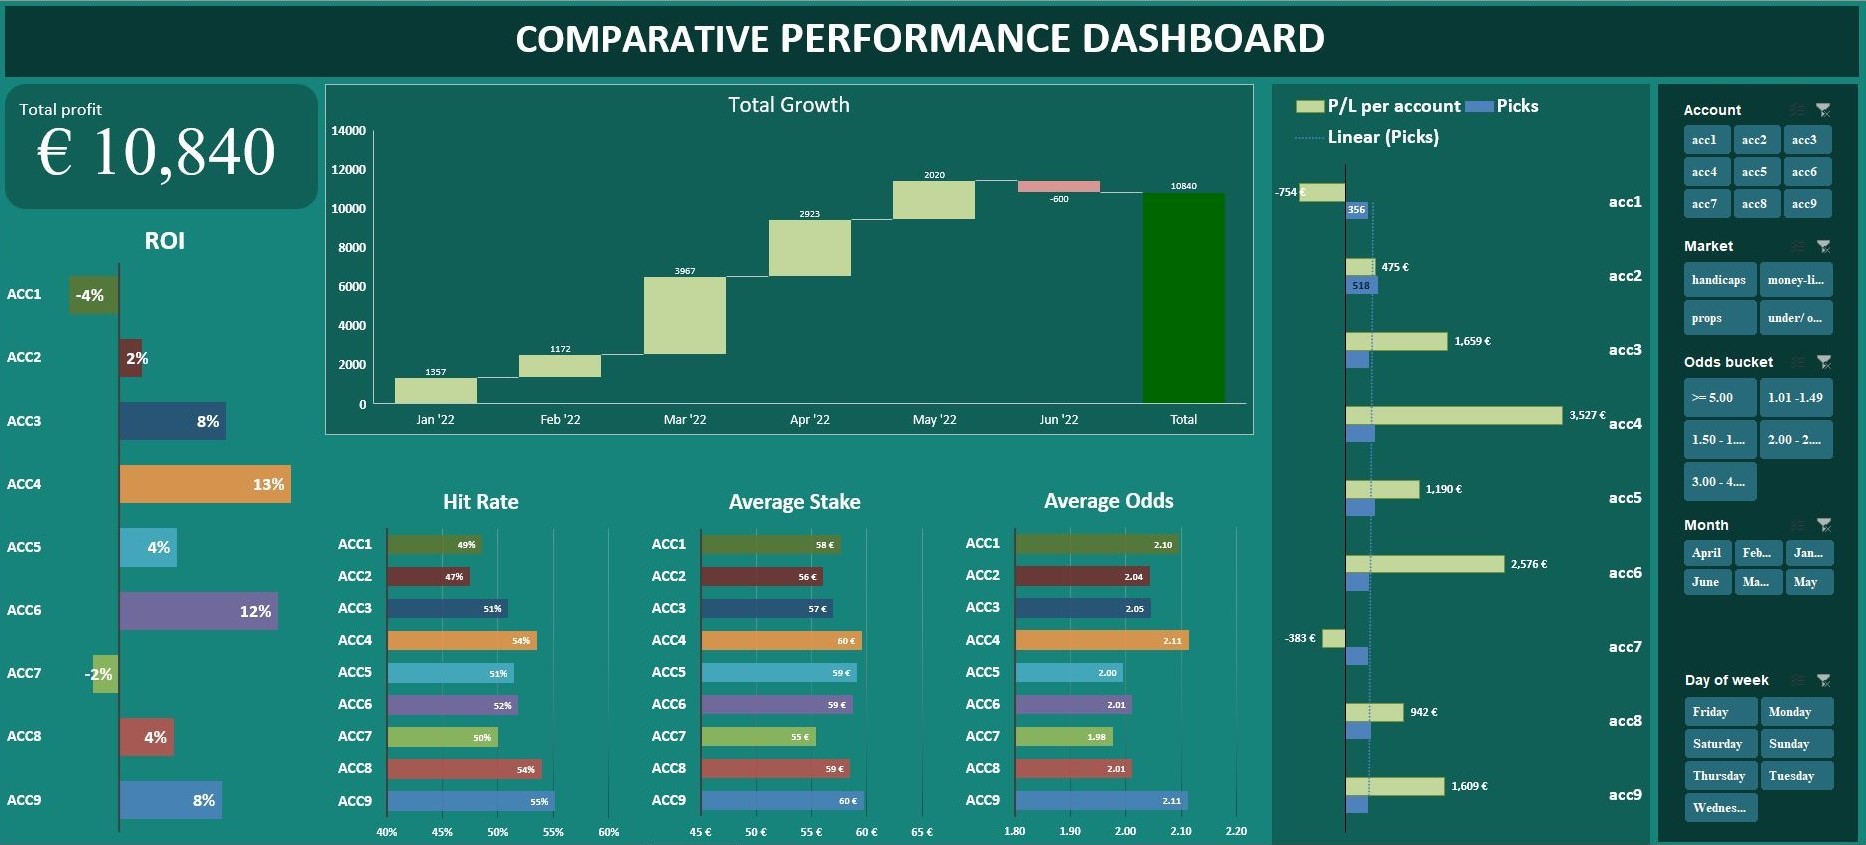 COMPARATIVE PERFORMANCE DASHBOARD
Total profit
€ 10,840
ROI
ACC1 -4%
ACC2 2%
ACC3 8%
ACC4 13%
ACC5 4%
ACC6 12%
ACC7 -2%
ACC8 4%
ACC9 8%
Total Growth
14000
12000
10000
8000
6000
4000
2000
0
1357
1172
3967
2923
2020
-600
10840
Jan '22 Feb '22 Mar '22 Apr '22 May '22 Jun '22 Total
Hit Rate
ACC1 49%
ACC2 47%
ACC3 51%
ACC4 54%
ACC5 51%
ACC6 52%
ACC7 50%
ACC8 54%
ACC9 55%
40% 45% 50% 55% 60%
Average Stake
ACC1 58 €
ACC2 56 €
ACC3 57 €
ACC4 60 €
ACC5 59 €
ACC6 59 €
ACC7 55 €
ACC8 59 €
ACC9 60 €
45 € 50 € 55 € 60 € 65 €
Average Odds
ACC1 2.10
ACC2 2.04
ACC3 2.05
ACC4 2.11
ACC5 2.00
ACC6 2.01
ACC7 1.98
ACC8 2.01
ACC9 2.11
1.80 1.90 2.00 2.10 2.20
P/L per account Picks
Linear (Picks)
-754 € 356 acc1
475 € 518 acc2
1,659 € acc3
3,527 € acc4
1,190 € acc5
2,576 € acc6
-383 € acc7
942 € acc8
1,609 € acc9
Account
acc1 acc2 acc3
acc4 acc5 acc6
acc7 acc8 acc9
Market
handicaps money-li...
props under/ o...
Odds bucket
>= 5.00 1.01 -1.49
1.50 - 1.... 2.00 - 2....
3.00 - 4....
Month
April Feb... Jan...
June Ma... May
Day of week
Friday Monday
Saturday Sunday
Thursday Tuesday
Wednes...